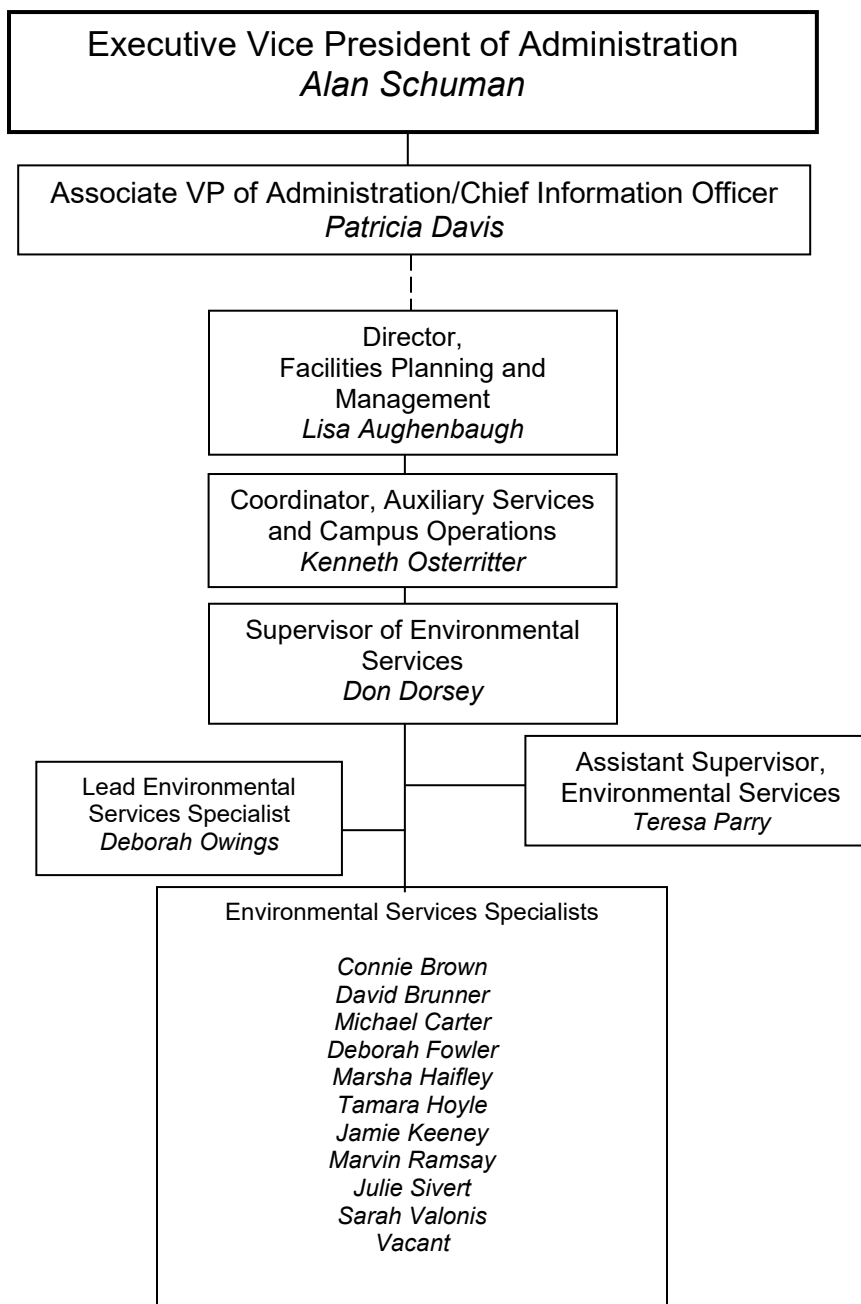 Executive Vice President of Administration
Alan Schuman
Associate VP of Administration/Chief Information Officer
Patricia Davis
Director,
Facilities Planning and
Management
Lisa Aughenbaugh
Coordinator, Auxiliary Services
and Campus Operations
Kenneth Osterritter
Supervisor of Environmental
Services
Don Dorsey
Lead Environmental
Services Specialist
Deborah Owings
Assistant Supervisor,
Environmental Services
Teresa Parry
Environmental Services Specialists
Connie Brown
David Brunner
Michael Carter
Deborah Fowler
Marsha Haifley
Tamara Hoyle
Jamie Keeney
Marvin Ramsay
Julie Sivert
Sarah Valonis
Vacant